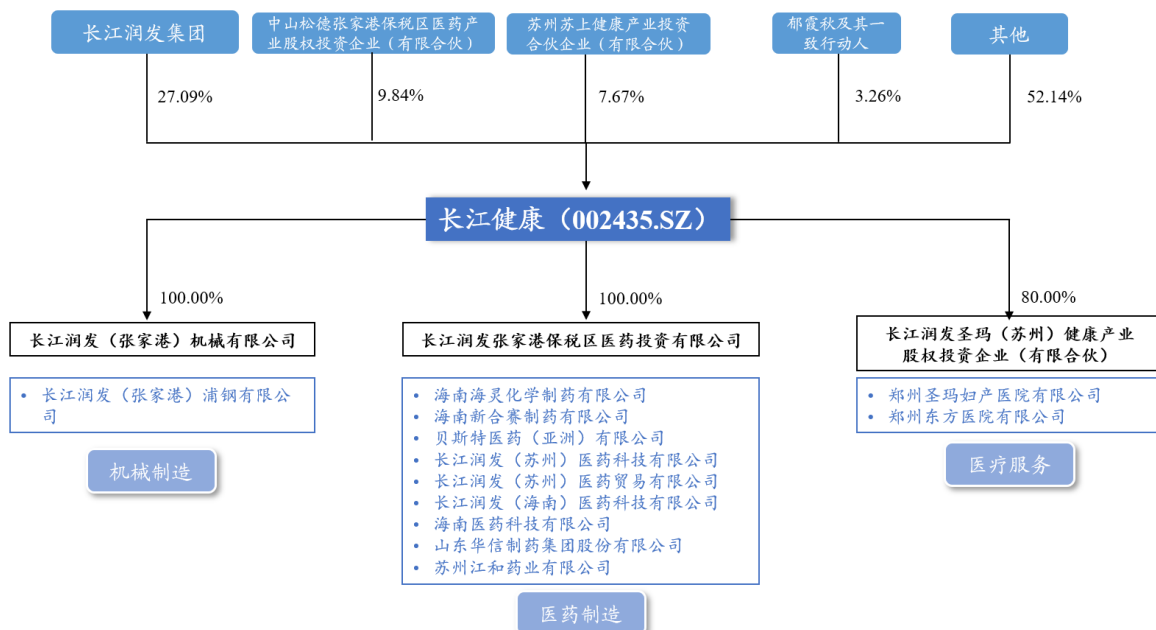 长江润发集团
中山松德张家港保税区医药产
业股权投资企业（有限合伙）
苏州苏上健康产业投资
合伙企业（有限合伙）
郁霞秋及其一
致行动人
其他
27.09%
9.84%
7.67%
3.26%
52.14%
长江健康（002435.SZ）
100.00%
100.00%
80.00%
长江润发（张家港）机械有限公司
长江润发张家港保税区医药投资有限公司
长江润发圣玛（苏州）健康产业
股权投资企业（有限合伙）
• 长江润发（张家港）浦钢有限公
司
机械制造
• 海南海灵化学制药有限公司
• 海南新合赛制药有限公司
• 贝斯特医药（亚洲）有限公司
• 长江润发（苏州）医药科技有限公司
• 长江润发（苏州）医药贸易有限公司
• 长江润发（海南）医药科技有限公司
• 海南医药科技有限公司
• 山东华信制药集团股份有限公司
• 苏州江和药业有限公司
医药制造
• 郑州圣玛妇产医院有限公司
• 郑州东方医院有限公司
医疗服务